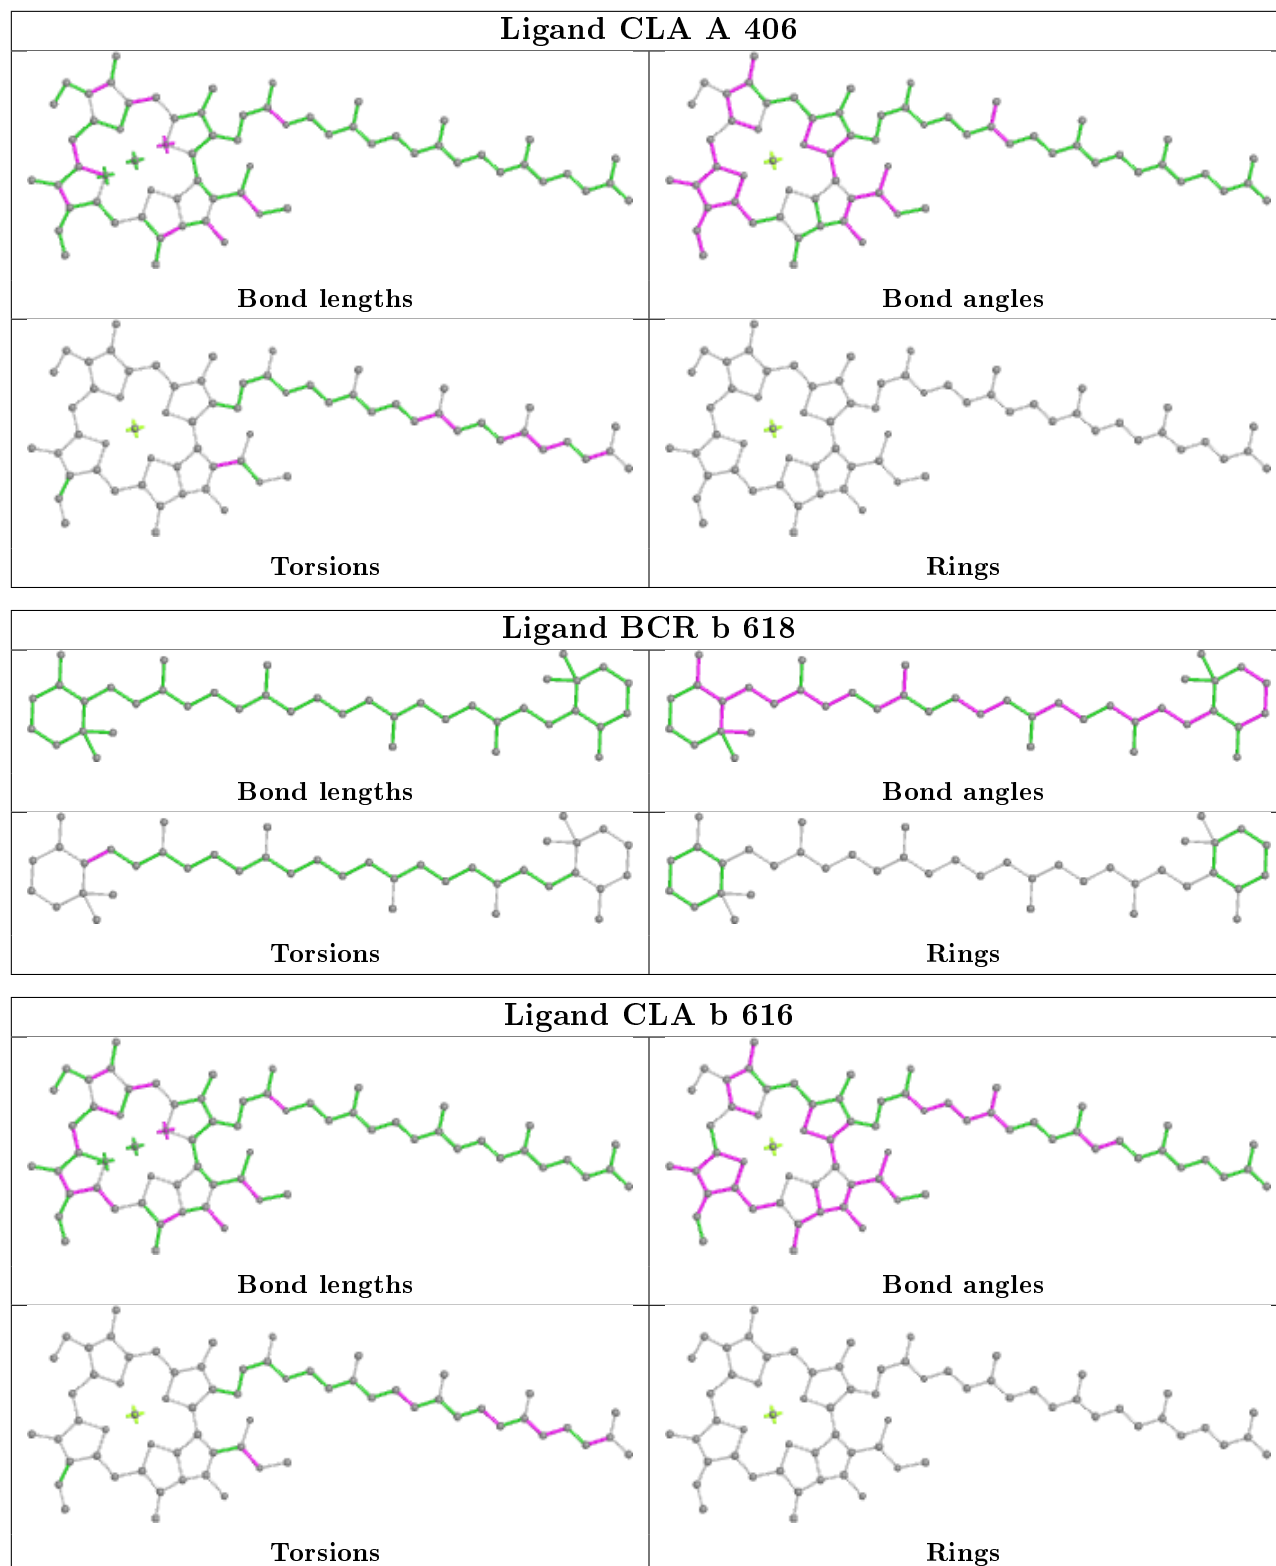 Ligand CLA A 406
Bond lengths
Bond angles
Torsions
Rings
Ligand BCR b 618
Bond lengths
Bond angles
Torsions
Rings
Ligand CLA b 616
Bond lengths
Bond angles
Torsions
Rings